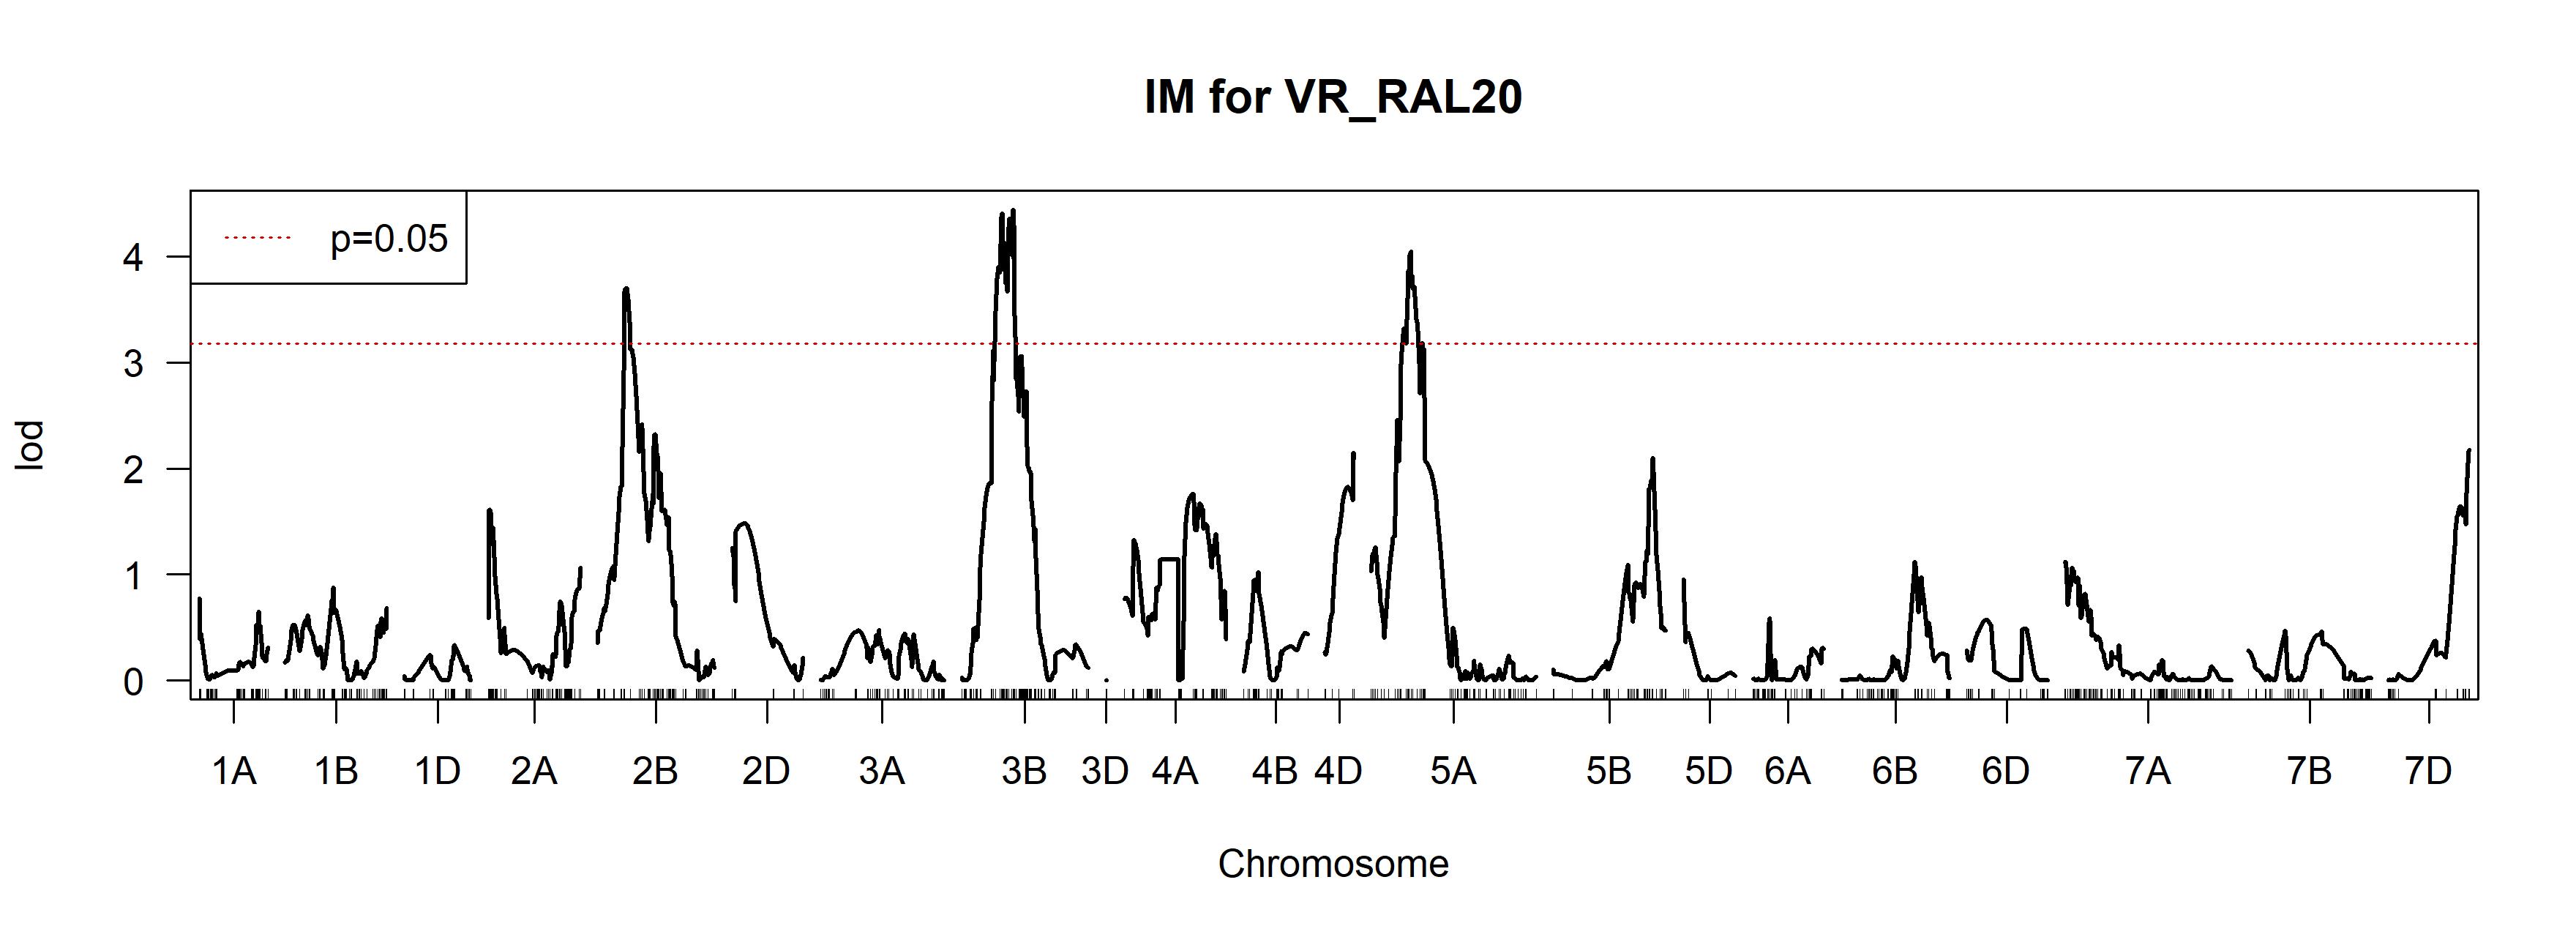 IM for VR_RAL20
p=0.05
4
3
2
1
0
lod
1A 1B 1D 2A 2B 2D 3A 3B 3D 4A 4B 4D 5A 5B 5D 6A 6B 6D 7A 7B 7D
Chromosome